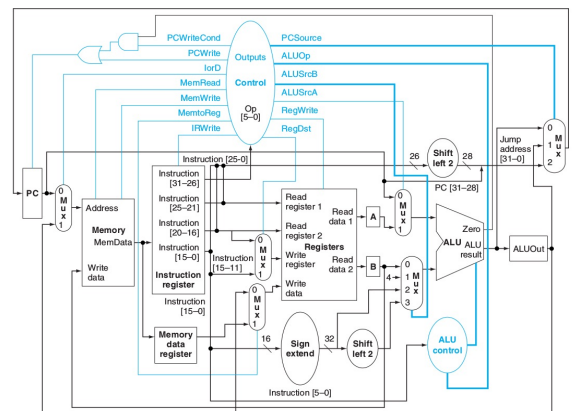 PCWriteCond
PCSource
PCWrite
Outputs
ALUOp
IorD
ALUSrcB
MemRead
Control
MemWrite
ALUSrcA
MemtoReg
RegWrite
Op
[5–0]
IRWrite
RegDst
Instruction [25-0]
26
Shift
left 2
28
Jump
address
[31–0]
0
1
2
M
u
x
PC [31–28]
PC
0
M
u
x
1
Address
Memory
MemData
Write
data
Instruction
[31–26]
Instruction
[25–21]
Instruction
[20–16]
Instruction
[15–0]
Instruction
register
Instruction
[15–0]
Instruction
[15–11]
0
M
u
x
1
0
M
u
x
1
Read
register 1
Read
register 2
Registers
Write
register
Write
data
Read
data 1
Read
data 2
A
B
0
M
u
x
1
4
0
1
2
3
M
u
x
Zero
ALU
ALU
result
ALUOut
Memory
data
register
16
Sign
extend
32
Shift
left 2
ALU
control
Instruction [5–0]